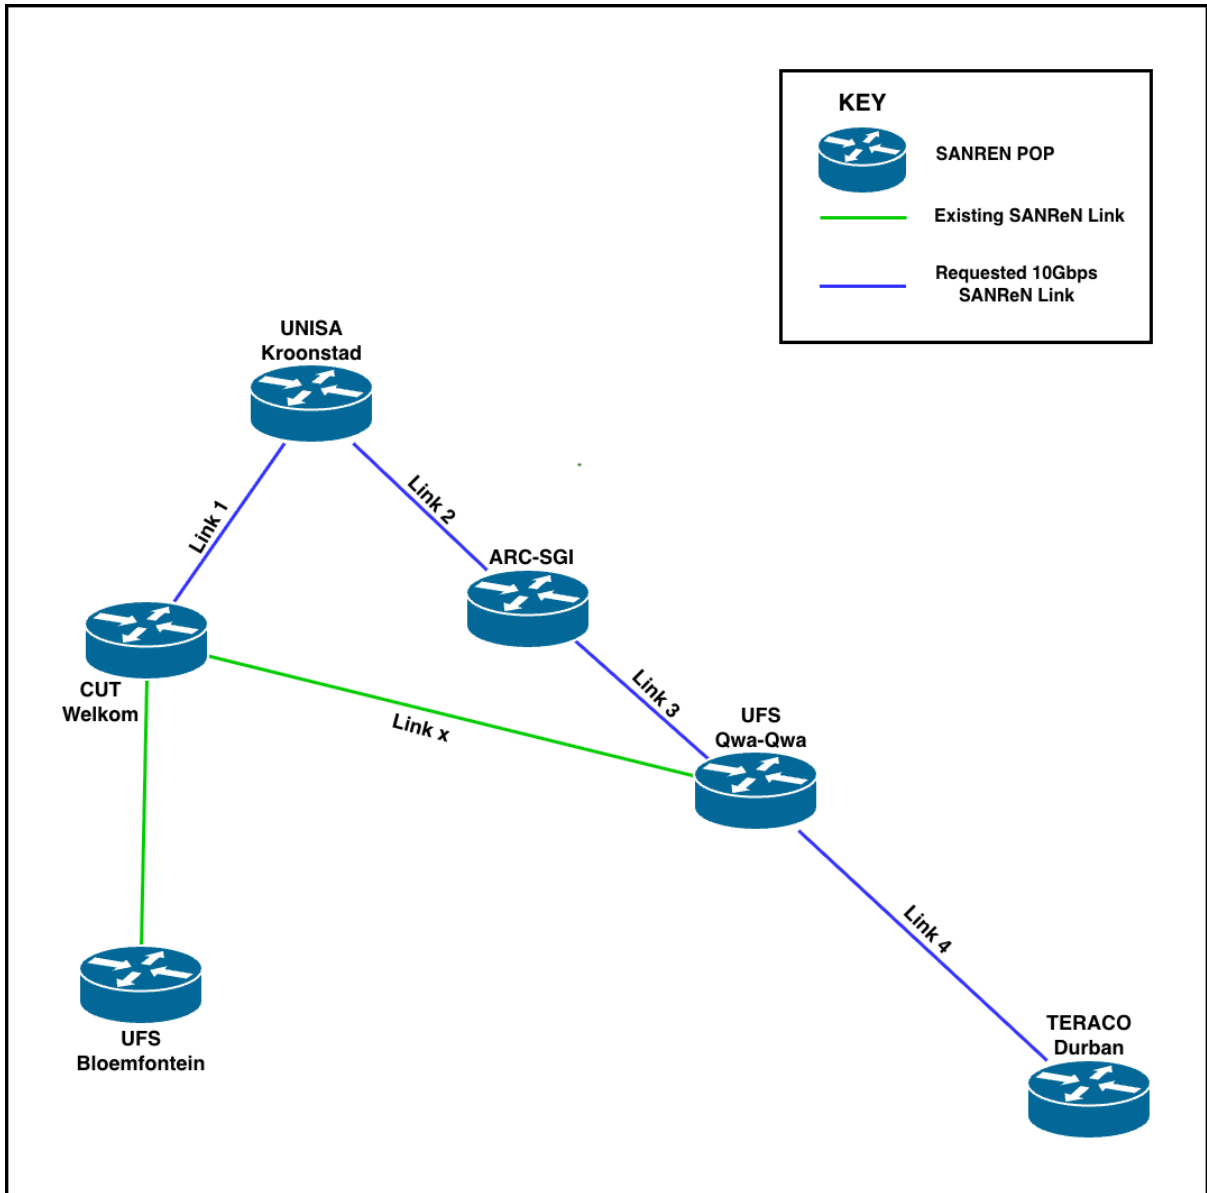 KEY
SANREN POP
Existing SANReN Link
Requested 10Gbps
SANReN Link
UNISA
Kroonstad
Link 1
Link 2
ARC-SGI
CUT
Welkom
Link x
Link 3
UFS
Qwa-Qwa
Link 4
UFS
Bloemfontein
TERACO
Durban